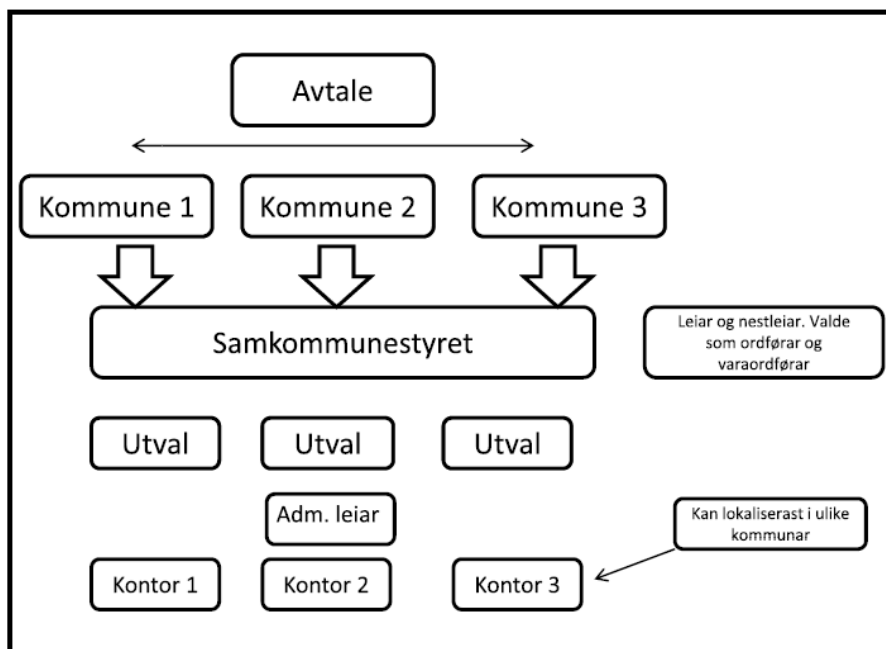 Avtale
Kommune 1
Kommune 2
Kommune 3
Samkommunestyret
Leiar og nestleiar. Valde
som ordførar og
varaordførar
Utval
Utval
Utval
Adm. leiar
Kan lokaliserast i ulike
kommunar
Kontor 1
Kontor 2
Kontor 3